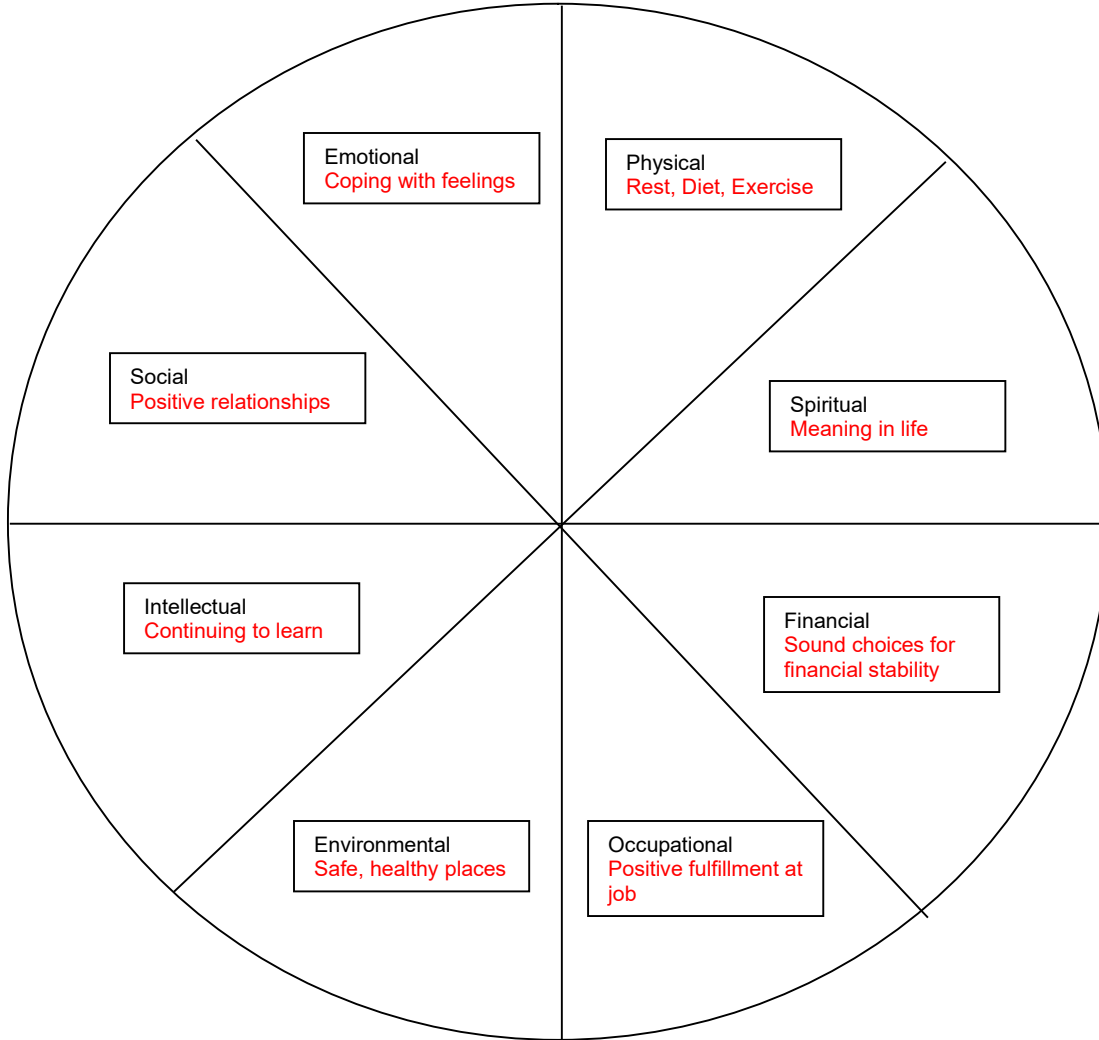 Emotional
Coping with feelings
Physical
Rest, Diet, Exercise
Social
Positive relationships
Spiritual
Meaning in life
Intellectual
Continuing to learn
Financial
Sound choices for
financial stability
Environmental
Safe, healthy places
Occupational
Positive fulfillment at
job